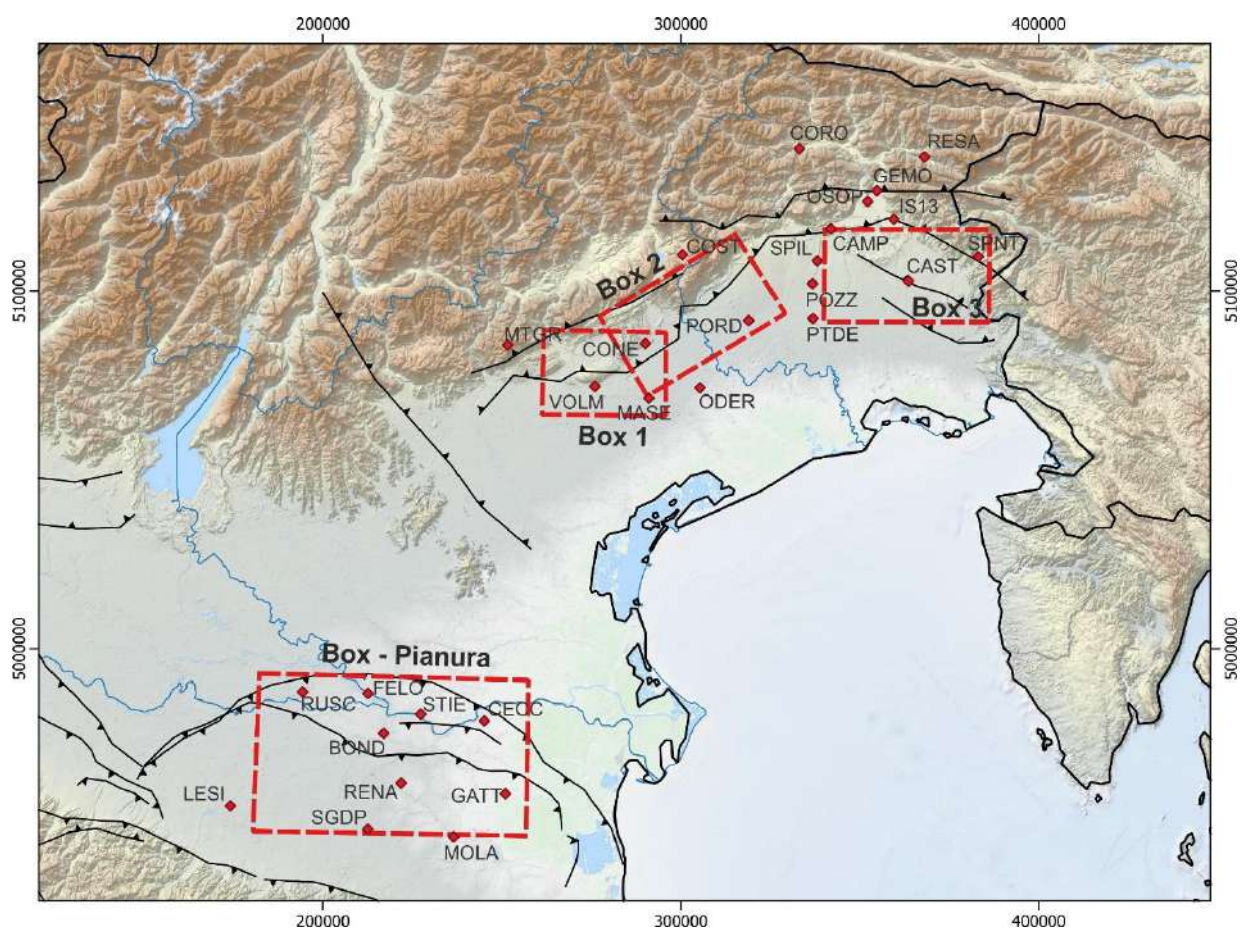 200000
300000
400000
CORO
RESA
GEMO
OSOP
IS13
COST
SPIL
CAMP
SPNT
Box 2
CAST
5100000
5100000
POZZ
Box 3
PORD
PTDE
MTGR
CONE
VOLM
MASE
ODER
Box 1
5000000
5000000
Box - Pianura
RUSC
FELO
STIE
CECC
BOND
LESI
RENA
GATT
SGDP
MOLA
200000
300000
400000